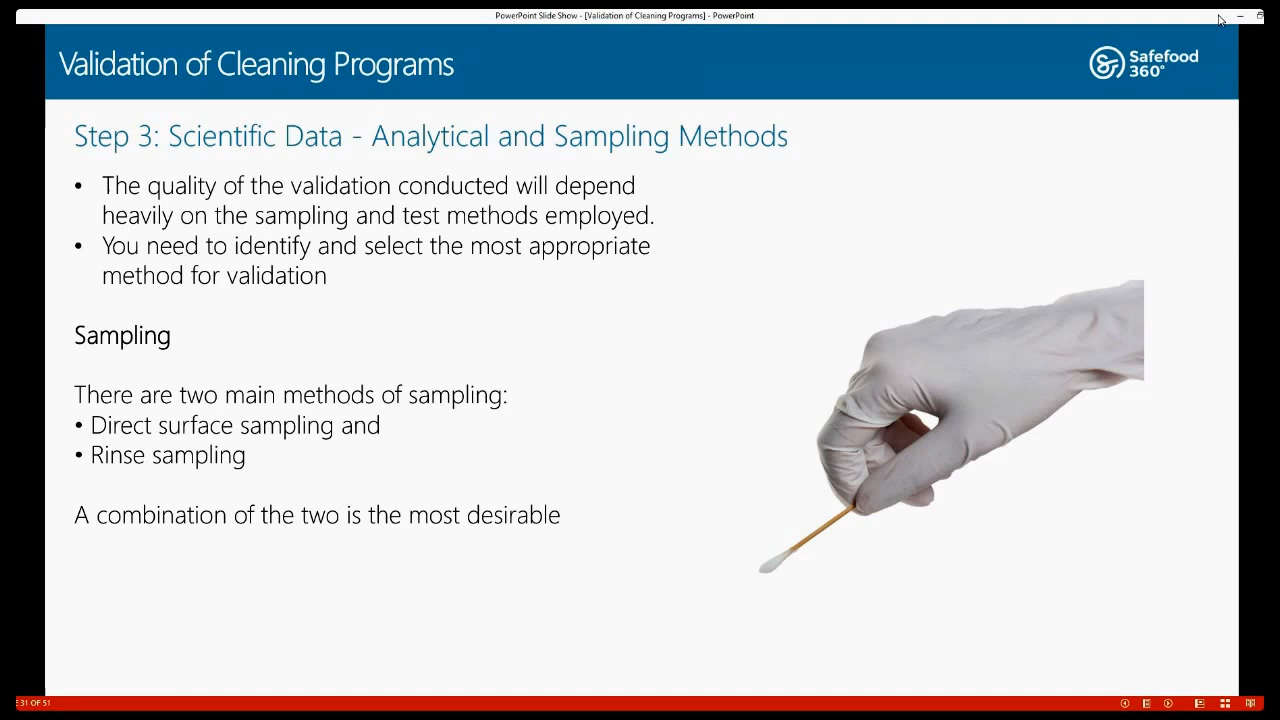 PowerPoint Slide Show - [Validation of Cleaning Programs] - PowerPoint
Validation of Cleaning Programs
Safefood
360°
Step 3: Scientific Data - Analytical and Sampling Methods
• The quality of the validation conducted will depend
heavily on the sampling and test methods employed.
• You need to identify and select the most appropriate
method for validation
Sampling
There are two main methods of sampling:
• Direct surface sampling and
• Rinse sampling
A combination of the two is the most desirable
31 OF 51